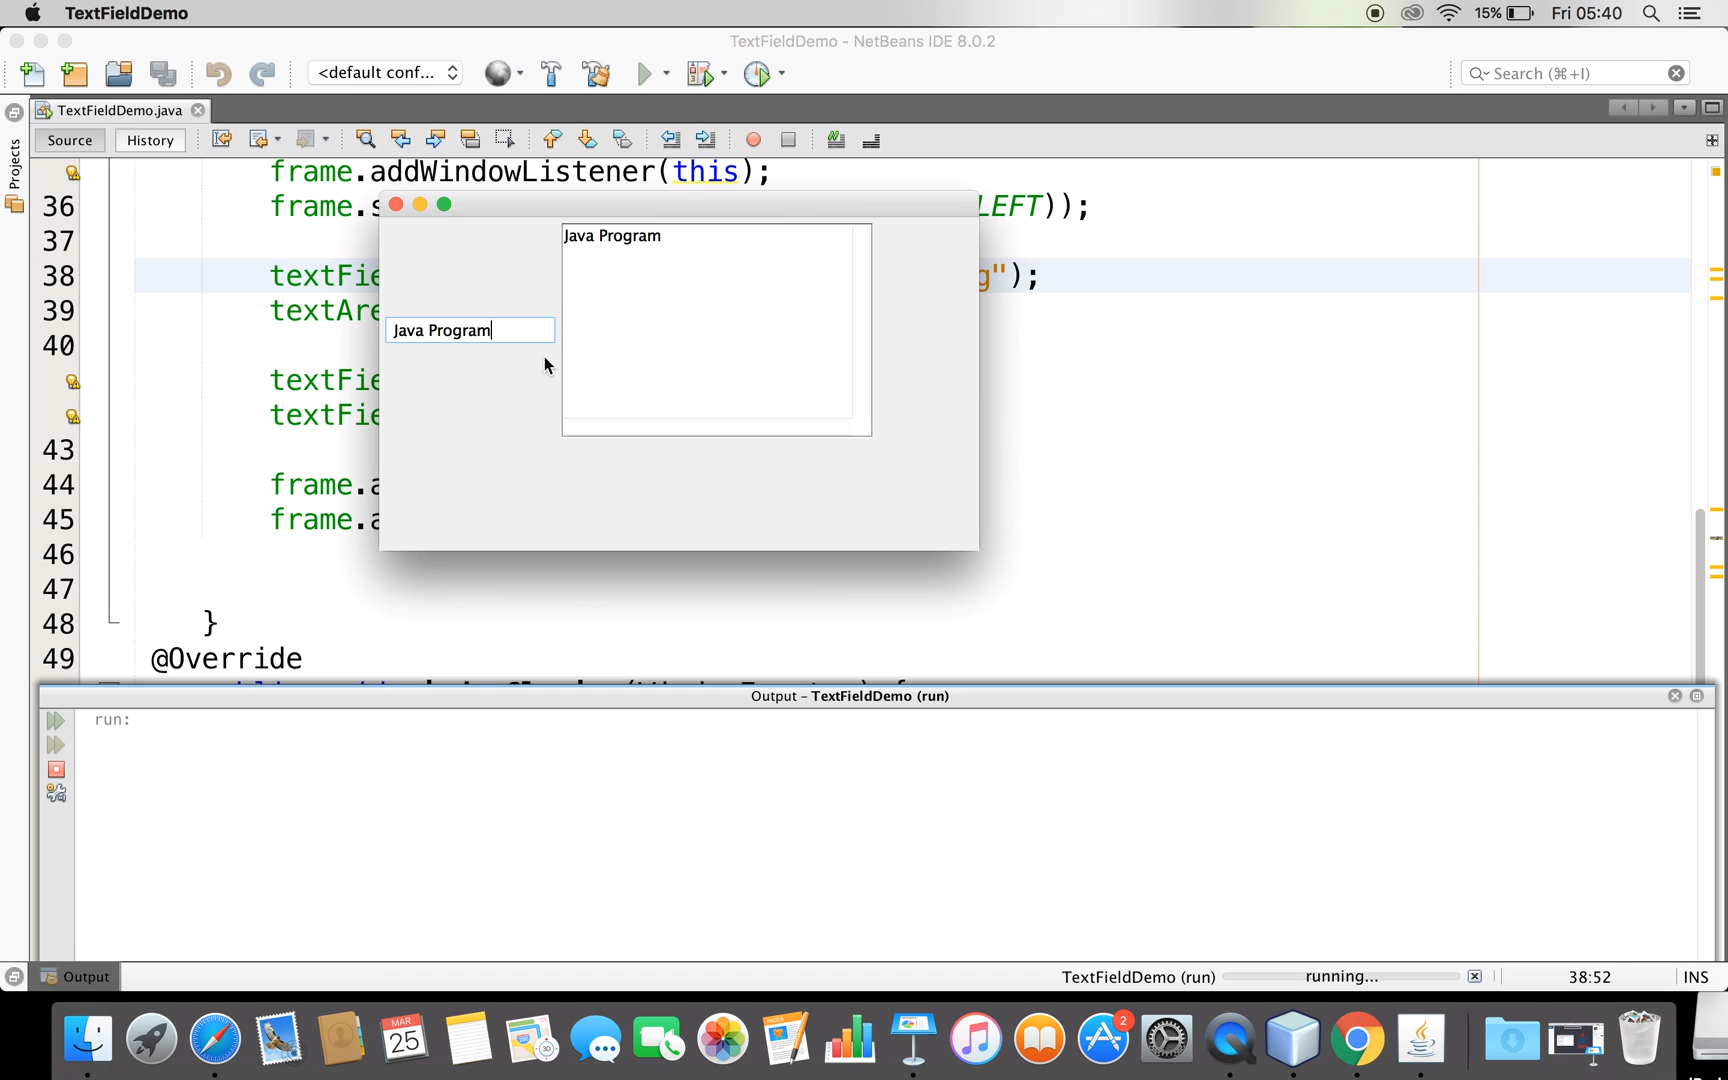 TextFieldDemo
15%
Fri 05:40
TextFieldDemo - NetBeans IDE 8.0.2
<default conf...
Search (⌘+I)
TextFieldDemo.java
Source
History
Projects
frame.addWindowListener(this);
36 frame.s LEFT));
37
38 textFie g");
39 textAre
40
textFie
textFie
43
44 frame.a
45 frame.a
46
47
48 }
49 @Override
Java Program
Java Program
Output - TextFieldDemo (run)
run:
Output
TextFieldDemo (run)
running...
38:52
INS
MAR
25
2